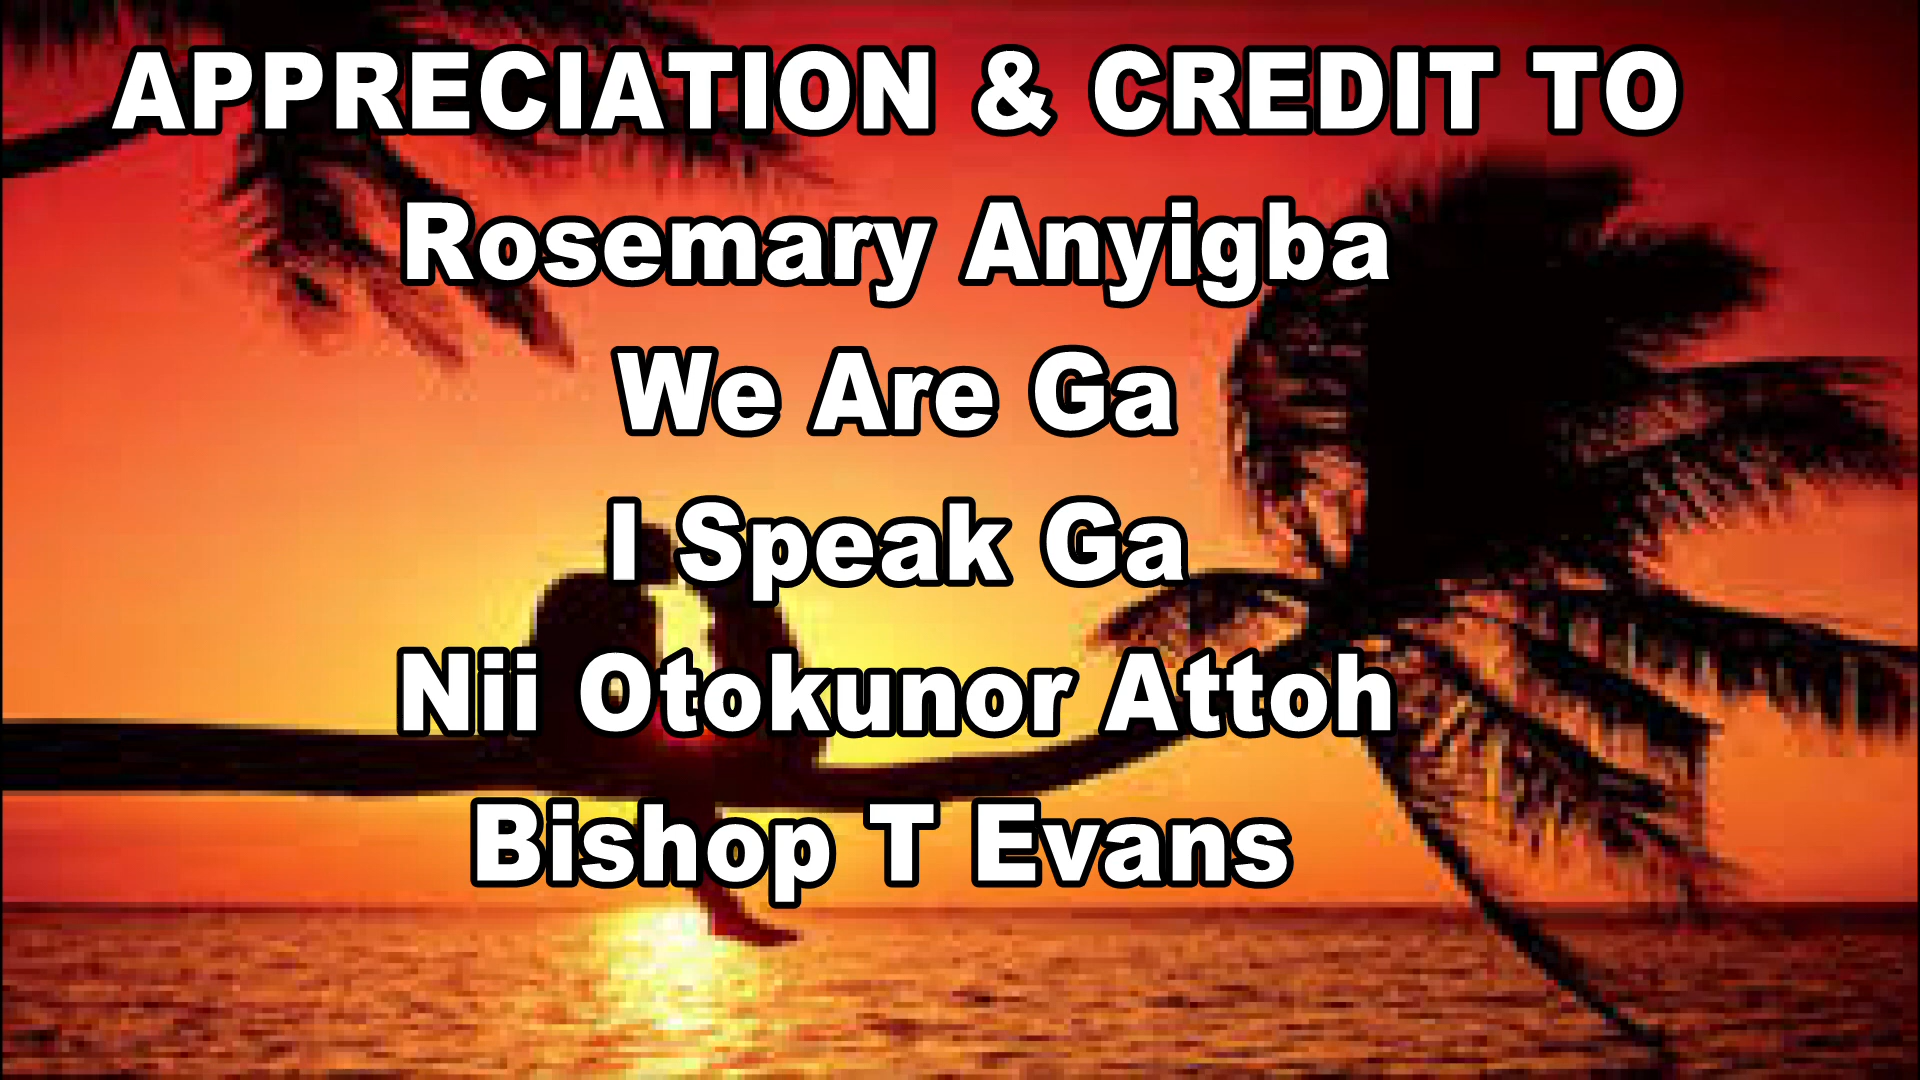 APPRECIATION & CREDIT TO
Rosemary Anyigba
We Are Ga
I Speak Ga
Nii Otokunor Attoh
Bishop T Evans